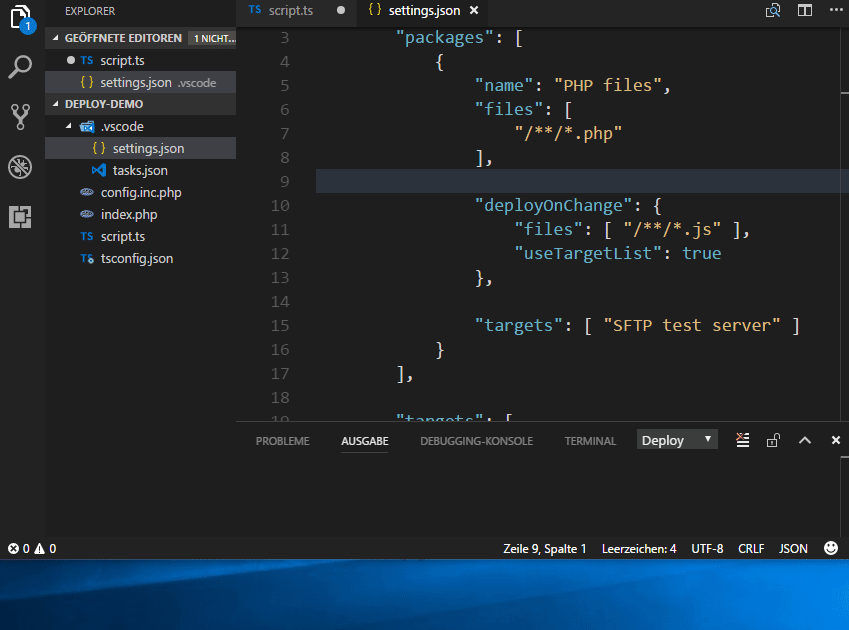 EXPLORER
1
GEÖFFNETE EDITOREN 1 NICHT...
TS script.ts
{ } settings.json .vscode
DEPLOY-DEMO
.vscode
{ } settings.json
tasks.json
config.inc.php
index.php
TS script.ts
TS tsconfig.json
TS script.ts
{ } settings.json ×
3 "packages": [
4 {
5 "name": "PHP files",
6 "files": [
7 "/**/*.php"
8 ],
9
10 "deployOnChange": {
11 "files": [ "/**/*.js" ],
12 "useTargetList": true
13 },
14
15 "targets": [ "SFTP test server" ]
16 }
17 ],
18
19 "targets": [
PROBLEME AUSGABE DEBUGGING-KONSOLE TERMINAL Deploy
0 0
Zeile 9, Spalte 1 Leerzeichen: 4 UTF-8 CRLF JSON